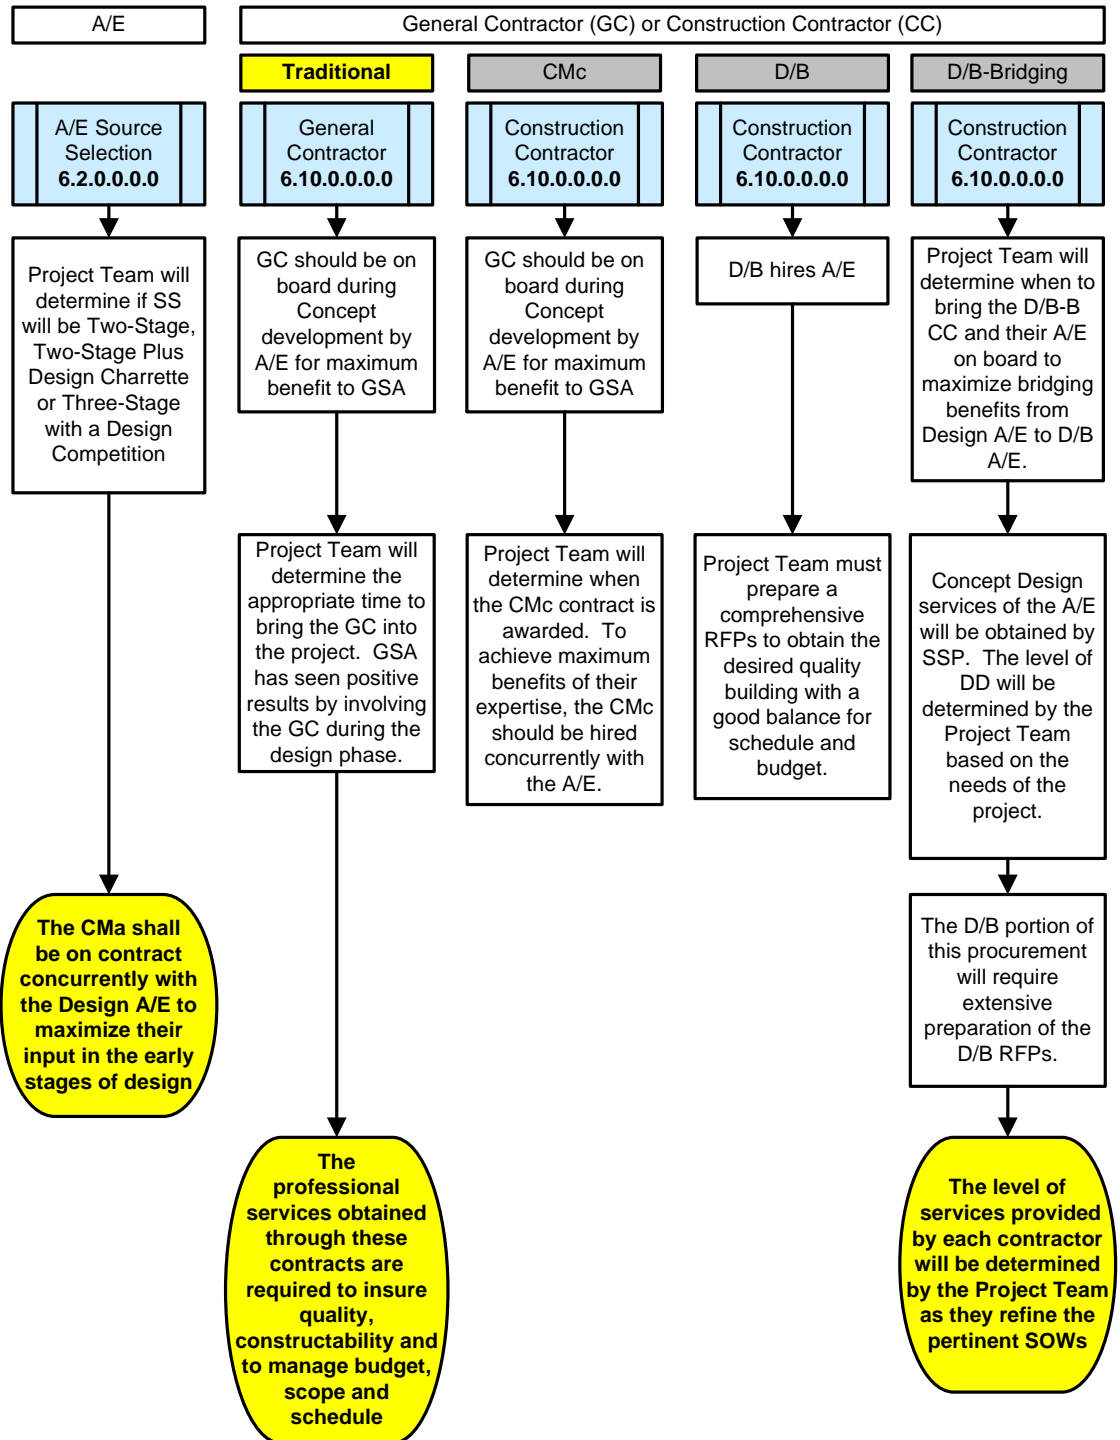 A/E
General Contractor (GC) or Construction Contractor (CC)
Traditional
CMc
D/B
D/B-Bridging
A/E Source
Selection
6.2.0.0.0.0
General
Contractor
6.10.0.0.0.0
Construction
Contractor
6.10.0.0.0.0
Construction
Contractor
6.10.0.0.0.0
Construction
Contractor
6.10.0.0.0.0
Project Team will
determine if SS
will be Two-Stage,
Two-Stage Plus
Design Charrette
or Three-Stage
with a Design
Competition
GC should be on
board during
Concept
development by
A/E for maximum
benefit to GSA
GC should be on
board during
Concept
development by
A/E for maximum
benefit to GSA
D/B hires A/E
Project Team will
determine when to
bring the D/B-B
CC and their A/E
on board to
maximize bridging
benefits from
Design A/E to D/B
A/E.
Project Team will
determine the
appropriate time to
bring the GC into
the project. GSA
has seen positive
results by involving
the GC during the
design phase.
Project Team will
determine when
the CMc contract is
awarded. To
achieve maximum
benefits of their
expertise, the CMc
should be hired
concurrently with
the A/E.
Project Team must
prepare a
comprehensive
RFPs to obtain the
desired quality
building with a
good balance for
schedule and
budget.
Concept Design
services of the A/E
will be obtained by
SSP. The level of
DD will be
determined by the
Project Team
based on the
needs of the
project.
The CMa shall
be on contract
concurrently with
the Design A/E to
maximize their
input in the early
stages of design
The D/B portion of
this procurement
will require
extensive
preparation of the
D/B RFPs.
The
professional
services obtained
through these
contracts are
required to insure
quality,
constructability and
to manage budget,
scope and
schedule
The level of
services provided
by each contractor
will be determined
by the Project Team
as they refine the
pertinent SOWs